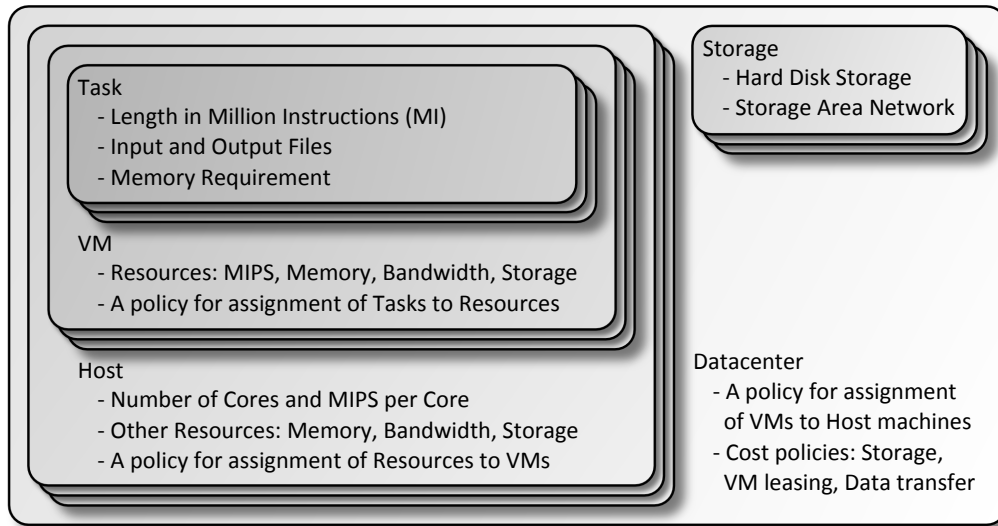 Task
- Length in Million Instructions (MI)
- Input and Output Files
- Memory Requirement
VM
- Resources: MIPS, Memory, Bandwidth, Storage
- A policy for assignment of Tasks to Resources
Host
- Number of Cores and MIPS per Core
- Other Resources: Memory, Bandwidth, Storage
- A policy for assignment of Resources to VMs
Storage
- Hard Disk Storage
- Storage Area Network
Datacenter
- A policy for assignment
of VMs to Host machines
- Cost policies: Storage,
VM leasing, Data transfer